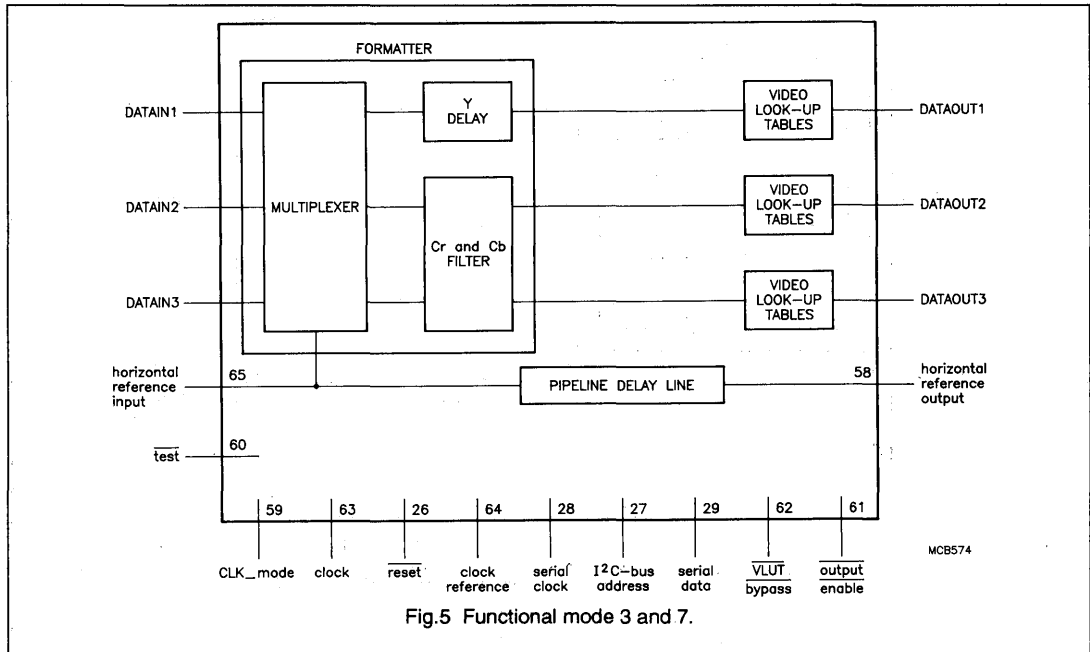 FORMATTER
DATAIN1
DATAIN2
DATAIN3
MULTIPLEXER
Y
DELAY
Cr and Cb
FILTER
VIDEO
LOOK-UP
TABLES
DATAOUT1
VIDEO
LOOK-UP
TABLES
DATAOUT2
VIDEO
LOOK-UP
TABLES
DATAOUT3
horizontal
reference
input
65
PIPELINE DELAY LINE
58
horizontal
reference
output
test
60
59
63
26
64
28
27
29
62
61
CLK_mode
clock
reset
clock
reference
serial
clock
I²C-bus
address
serial
data
VLUT
bypass
output
enable
MCB574
Fig.5 Functional mode 3 and 7.